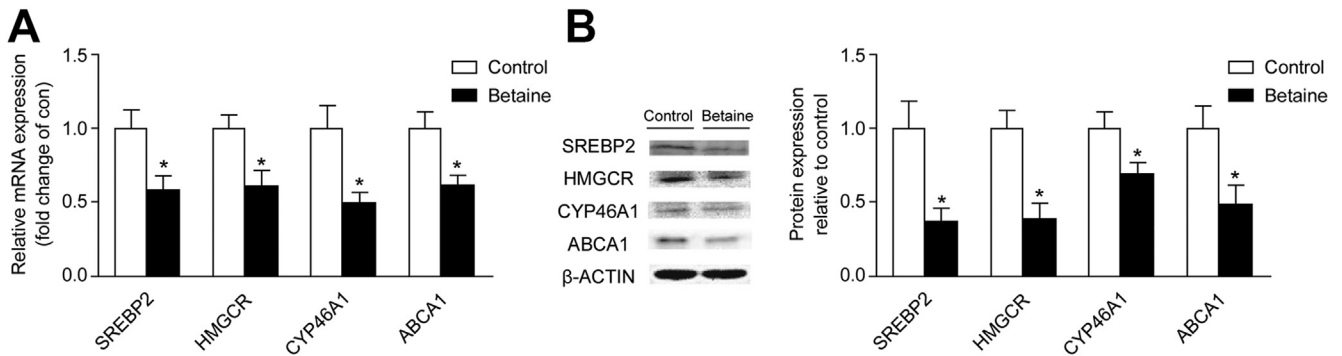 A
Relative mRNA expression
(fold change of con)
1.5
1.0
0.5
0.0
Control
Betaine
*
*
*
*
SREBP2
HMGCR
CYP46A1
ABCA1
B
Control Betaine
SREBP2
HMGCR
CYP46A1
ABCA1
β-ACTIN
Protein expression
relative to control
1.5
1.0
0.5
0.0
Control
Betaine
*
*
*
*
SREBP2
HMGCR
CYP46A1
ABCA1